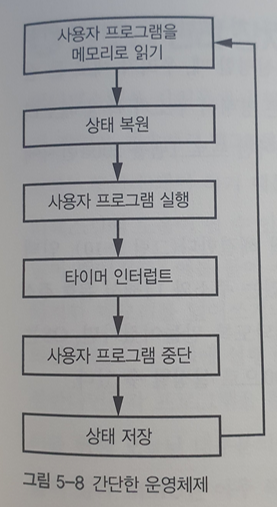 사용자 프로그램을
메모리로 읽기
상태 복원
사용자 프로그램 실행
타이머 인터럽트
사용자 프로그램 중단
상태 저장
그림 5-8 간단한 운영체제